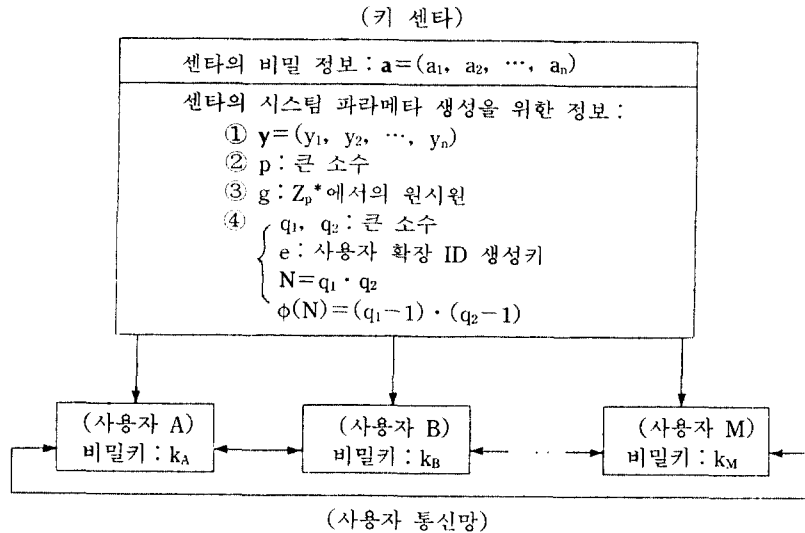 (키 센타)
센타의 비밀 정보 : a=(a₁, a₂, ⋯, aₙ)
센타의 시스팀 파라메타 생성을 위한 정보 :
① y=(y₁, y₂, ⋯, yₙ)
② p : 큰 소수
③ g : Zₚ*에서의 원시원
④ q₁, q₂ : 큰 소수
e : 사용자 확장 ID 생성키
N=q₁ · q₂
ϕ(N)=(q₁−1) · (q₂−1)
(사용자 A) (사용자 B) (사용자 M)
비밀키 : k_A 비밀키 : k_B ⋯ 비밀키 : k_M
(사용자 통신망)